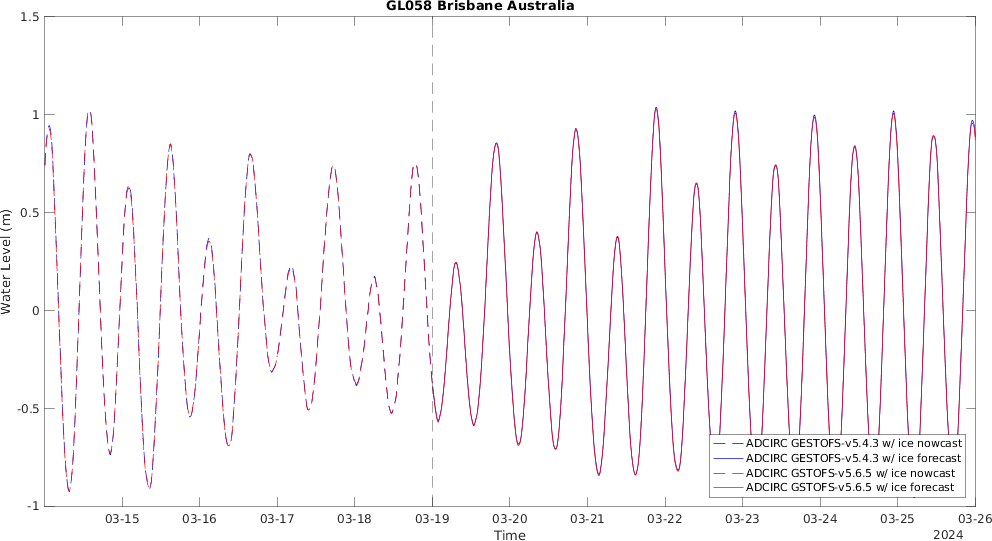 GL058 Brisbane Australia
1.5
1
0.5
0
-0.5
-1
Water Level (m)
ADCIRC GESTOFS-v5.4.3 w/ ice nowcast
ADCIRC GESTOFS-v5.4.3 w/ ice forecast
ADCIRC GSTOFS-v5.6.5 w/ ice nowcast
ADCIRC GSTOFS-v5.6.5 w/ ice forecast
03-15 03-16 03-17 03-18 03-19 03-20 03-21 03-22 03-23 03-24 03-25 03-26
Time
2024